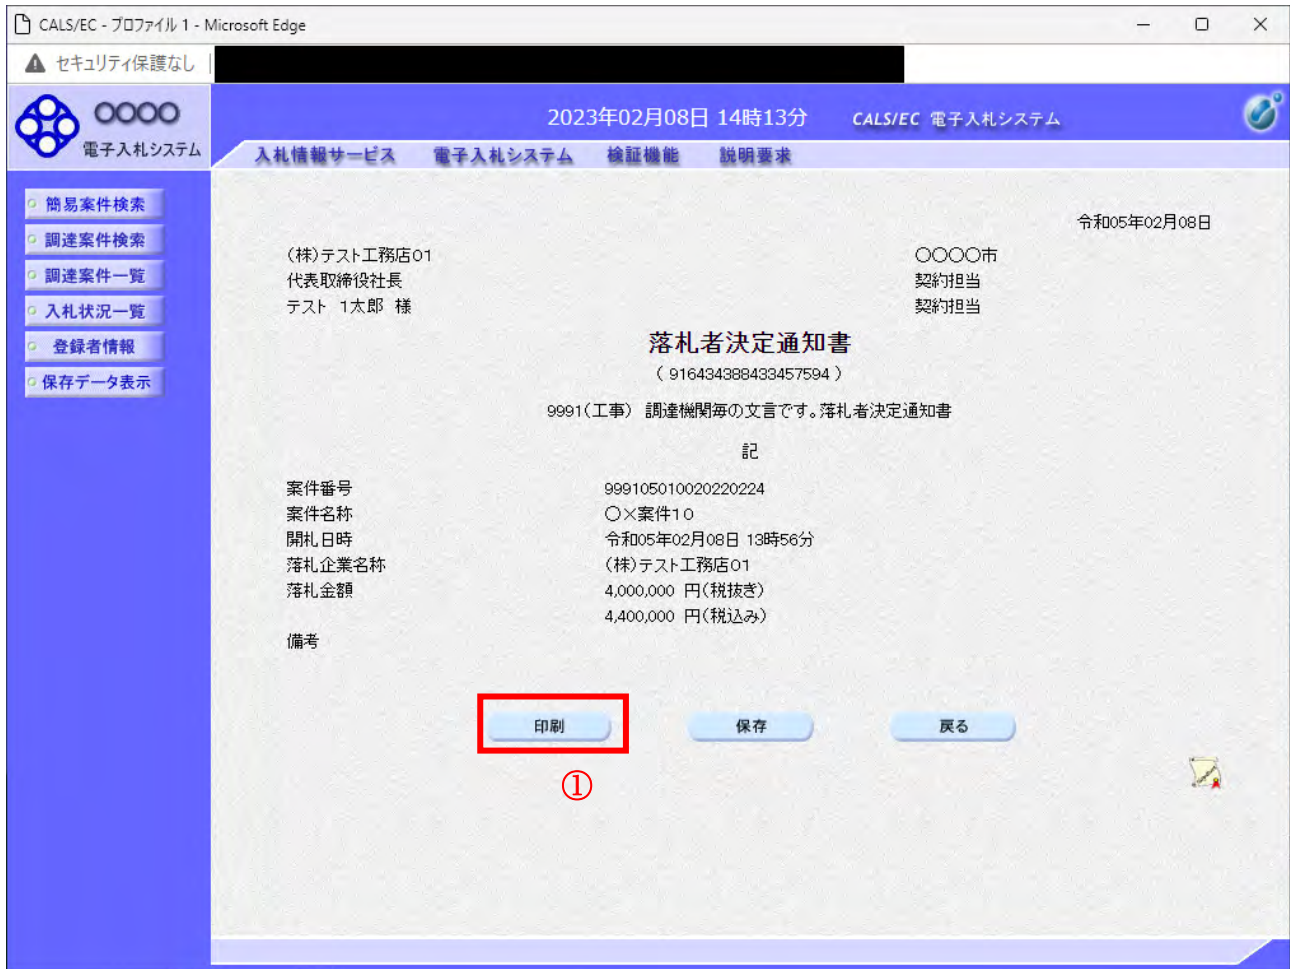 CALS/EC - プロファイル 1 - Microsoft Edge
セキュリティ保護なし
〇〇〇〇
電子入札システム
2023年02月08日 14時13分
CALS/EC 電子入札システム
入札情報サービス 電子入札システム 検証機能 説明要求
簡易案件検索
調達案件検索
調達案件一覧
入札状況一覧
登録者情報
保存データ表示
令和05年02月08日
(株)テスト工務店01
代表取締役社長
テスト 1太郎 様
〇〇〇〇市
契約担当
契約担当
落札者決定通知書
( 916434388433457594 )
9991(工事) 調達機関毎の文言です。落札者決定通知書
記
案件番号 999105010020220224
案件名称 〇×案件10
開札日時 令和05年02月08日 13時56分
落札企業名称 (株)テスト工務店01
落札金額 4,000,000 円(税抜き)
4,400,000 円(税込み)
備考
印刷 保存 戻る
①